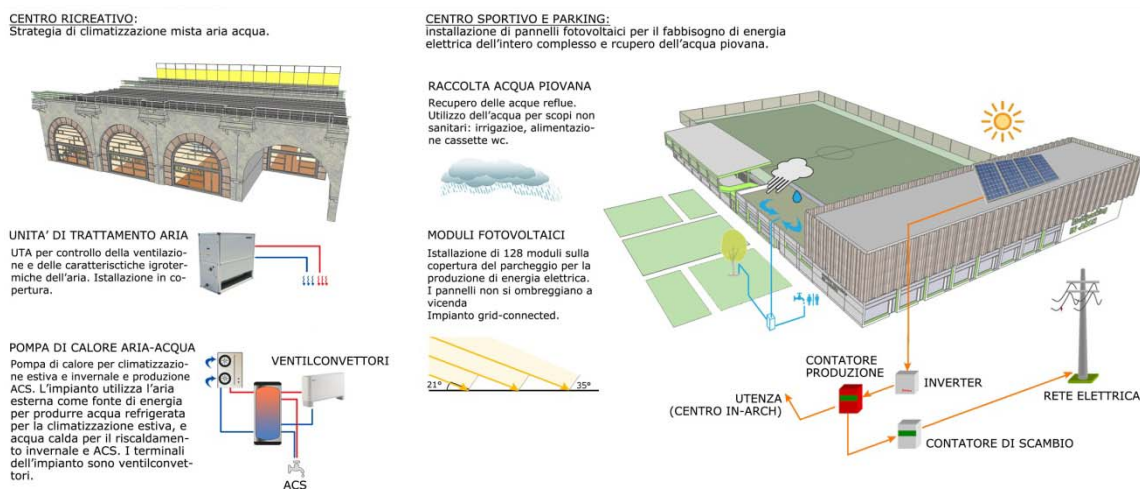 CENTRO RICREATIVO:
Strategia di climatizzazione mista aria acqua.
UNITA’ DI TRATTAMENTO ARIA
UTA per controllo della ventilazio-
ne e delle caratterisctiche igroter-
miche dell’aria. Istallazione in co-
pertura.
POMPA DI CALORE ARIA-ACQUA
Pompa di calore per climatizzazio-
ne estiva e invernale e produzione
ACS. L’impianto utilizza l’aria
esterna come fonte di energia
per produrre acqua refrigerata
per la climatizzazione estiva, e
acqua calda per il riscaldamen-
to invernale e ACS. I terminali
dell’impianto sono ventilconvet-
tori.
VENTILCONVETTORI
ACS
CENTRO SPORTIVO E PARKING:
installazione di pannelli fotovoltaici per il fabbisogno di energia
elettrica dell’intero complesso e rcupero dell’acqua piovana.
RACCOLTA ACQUA PIOVANA
Recupero delle acque reflue.
Utilizzo dell’acqua per scopi non
sanitari: irrigazioe, alimentazio-
ne cassette wc.
MODULI FOTOVOLTAICI
Istallazione di 128 moduli sulla
copertura del parcheggio per la
produzione di energia elettrica.
I pannelli non si ombreggiano a
vicenda
Impianto grid-connected.
21°
35°
CONTATORE
PRODUZIONE
INVERTER
UTENZA
(CENTRO IN-ARCH)
CONTATORE DI SCAMBIO
RETE ELETTRICA